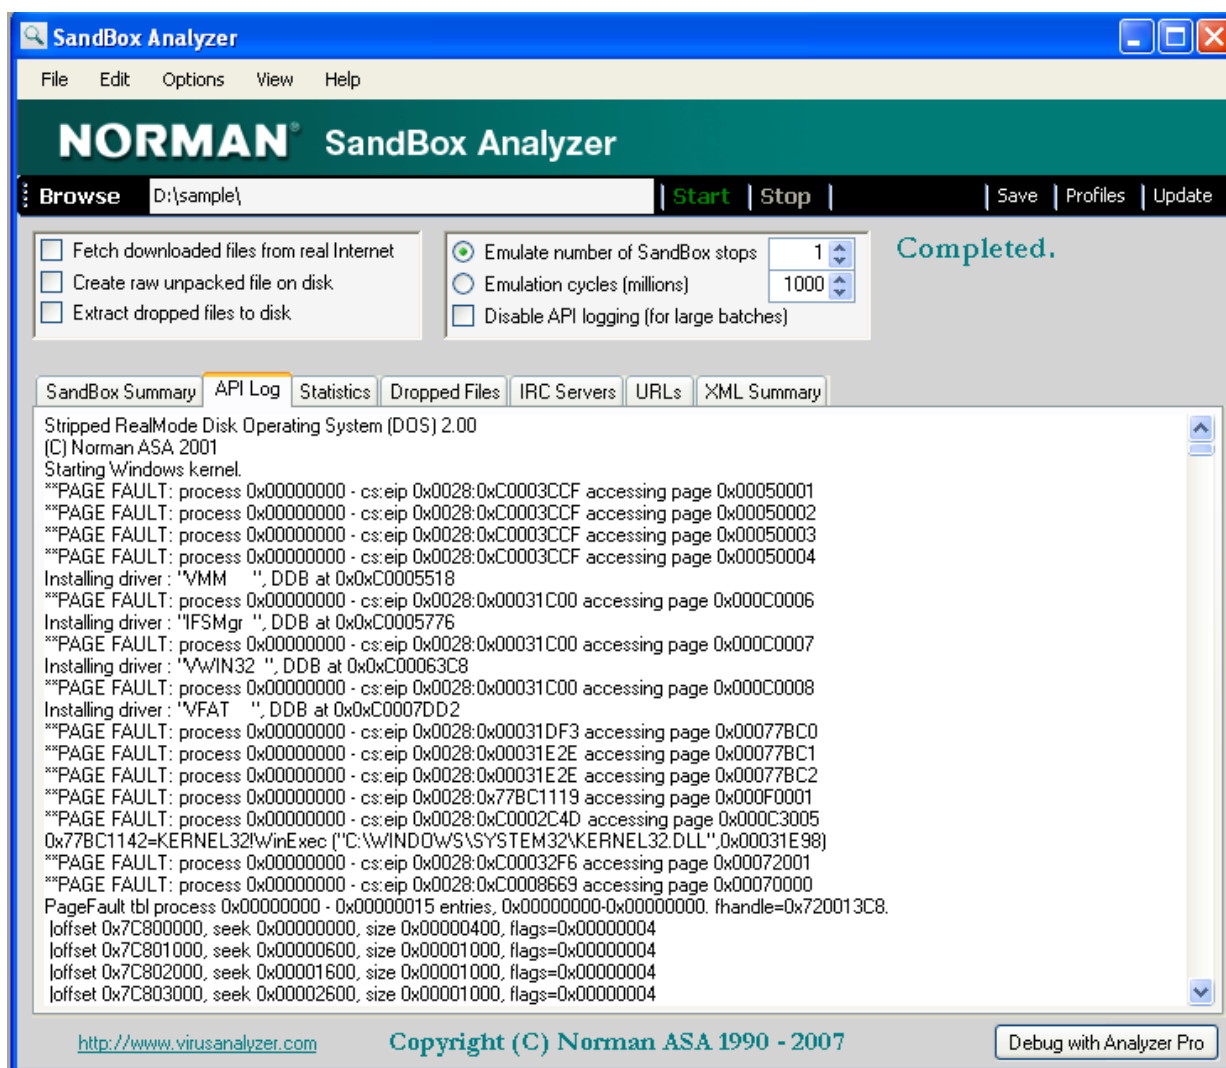 SandBox Analyzer
File Edit Options View Help
NORMAN® SandBox Analyzer
Browse D:\sample\ | Start | Stop | | Save | Profiles | Update
Fetch downloaded files from real Internet
Create raw unpacked file on disk
Extract dropped files to disk
Emulate number of SandBox stops 1
Emulation cycles (millions) 1000
Disable API logging (for large batches)
Completed.
SandBox Summary API Log Statistics Dropped Files IRC Servers URLs XML Summary
Stripped RealMode Disk Operating System (DOS) 2.00
(C) Norman ASA 2001
Starting Windows kernel.
**PAGE FAULT: process 0x00000000 - cs:eip 0x0028:0xC0003CCF accessing page 0x00050001
**PAGE FAULT: process 0x00000000 - cs:eip 0x0028:0xC0003CCF accessing page 0x00050002
**PAGE FAULT: process 0x00000000 - cs:eip 0x0028:0xC0003CCF accessing page 0x00050003
**PAGE FAULT: process 0x00000000 - cs:eip 0x0028:0xC0003CCF accessing page 0x00050004
Installing driver : "VMM     ", DDB at 0x0xC0005518
**PAGE FAULT: process 0x00000000 - cs:eip 0x0028:0x00031C00 accessing page 0x000C0006
Installing driver : "IFSMgr  ", DDB at 0x0xC0005776
**PAGE FAULT: process 0x00000000 - cs:eip 0x0028:0x00031C00 accessing page 0x000C0007
Installing driver : "VWIN32  ", DDB at 0x0xC00063C8
**PAGE FAULT: process 0x00000000 - cs:eip 0x0028:0x00031C00 accessing page 0x000C0008
Installing driver : "VFAT    ", DDB at 0x0xC0007DD2
**PAGE FAULT: process 0x00000000 - cs:eip 0x0028:0x00031DF3 accessing page 0x00077BC0
**PAGE FAULT: process 0x00000000 - cs:eip 0x0028:0x00031E2E accessing page 0x00077BC1
**PAGE FAULT: process 0x00000000 - cs:eip 0x0028:0x00031E2E accessing page 0x00077BC2
**PAGE FAULT: process 0x00000000 - cs:eip 0x0028:0x77BC1119 accessing page 0x000F0001
**PAGE FAULT: process 0x00000000 - cs:eip 0x0028:0xC0002C4D accessing page 0x000C3005
0x77BC1142=KERNEL32!WinExec ("C:\WINDOWS\SYSTEM32\KERNEL32.DLL",0x00031E98)
**PAGE FAULT: process 0x00000000 - cs:eip 0x0028:0xC00032F6 accessing page 0x00072001
**PAGE FAULT: process 0x00000000 - cs:eip 0x0028:0xC0008669 accessing page 0x00070000
PageFault tbl process 0x00000000 - 0x00000015 entries, 0x00000000-0x00000000. fhandle=0x720013C8.
|offset 0x7C800000, seek 0x00000000, size 0x00000400, flags=0x00000004
|offset 0x7C801000, seek 0x00000600, size 0x00001000, flags=0x00000004
|offset 0x7C802000, seek 0x00001600, size 0x00001000, flags=0x00000004
|offset 0x7C803000, seek 0x00002600, size 0x00001000, flags=0x00000004
http://www.virusanalyzer.com Copyright (C) Norman ASA 1990 - 2007 Debug with Analyzer Pro